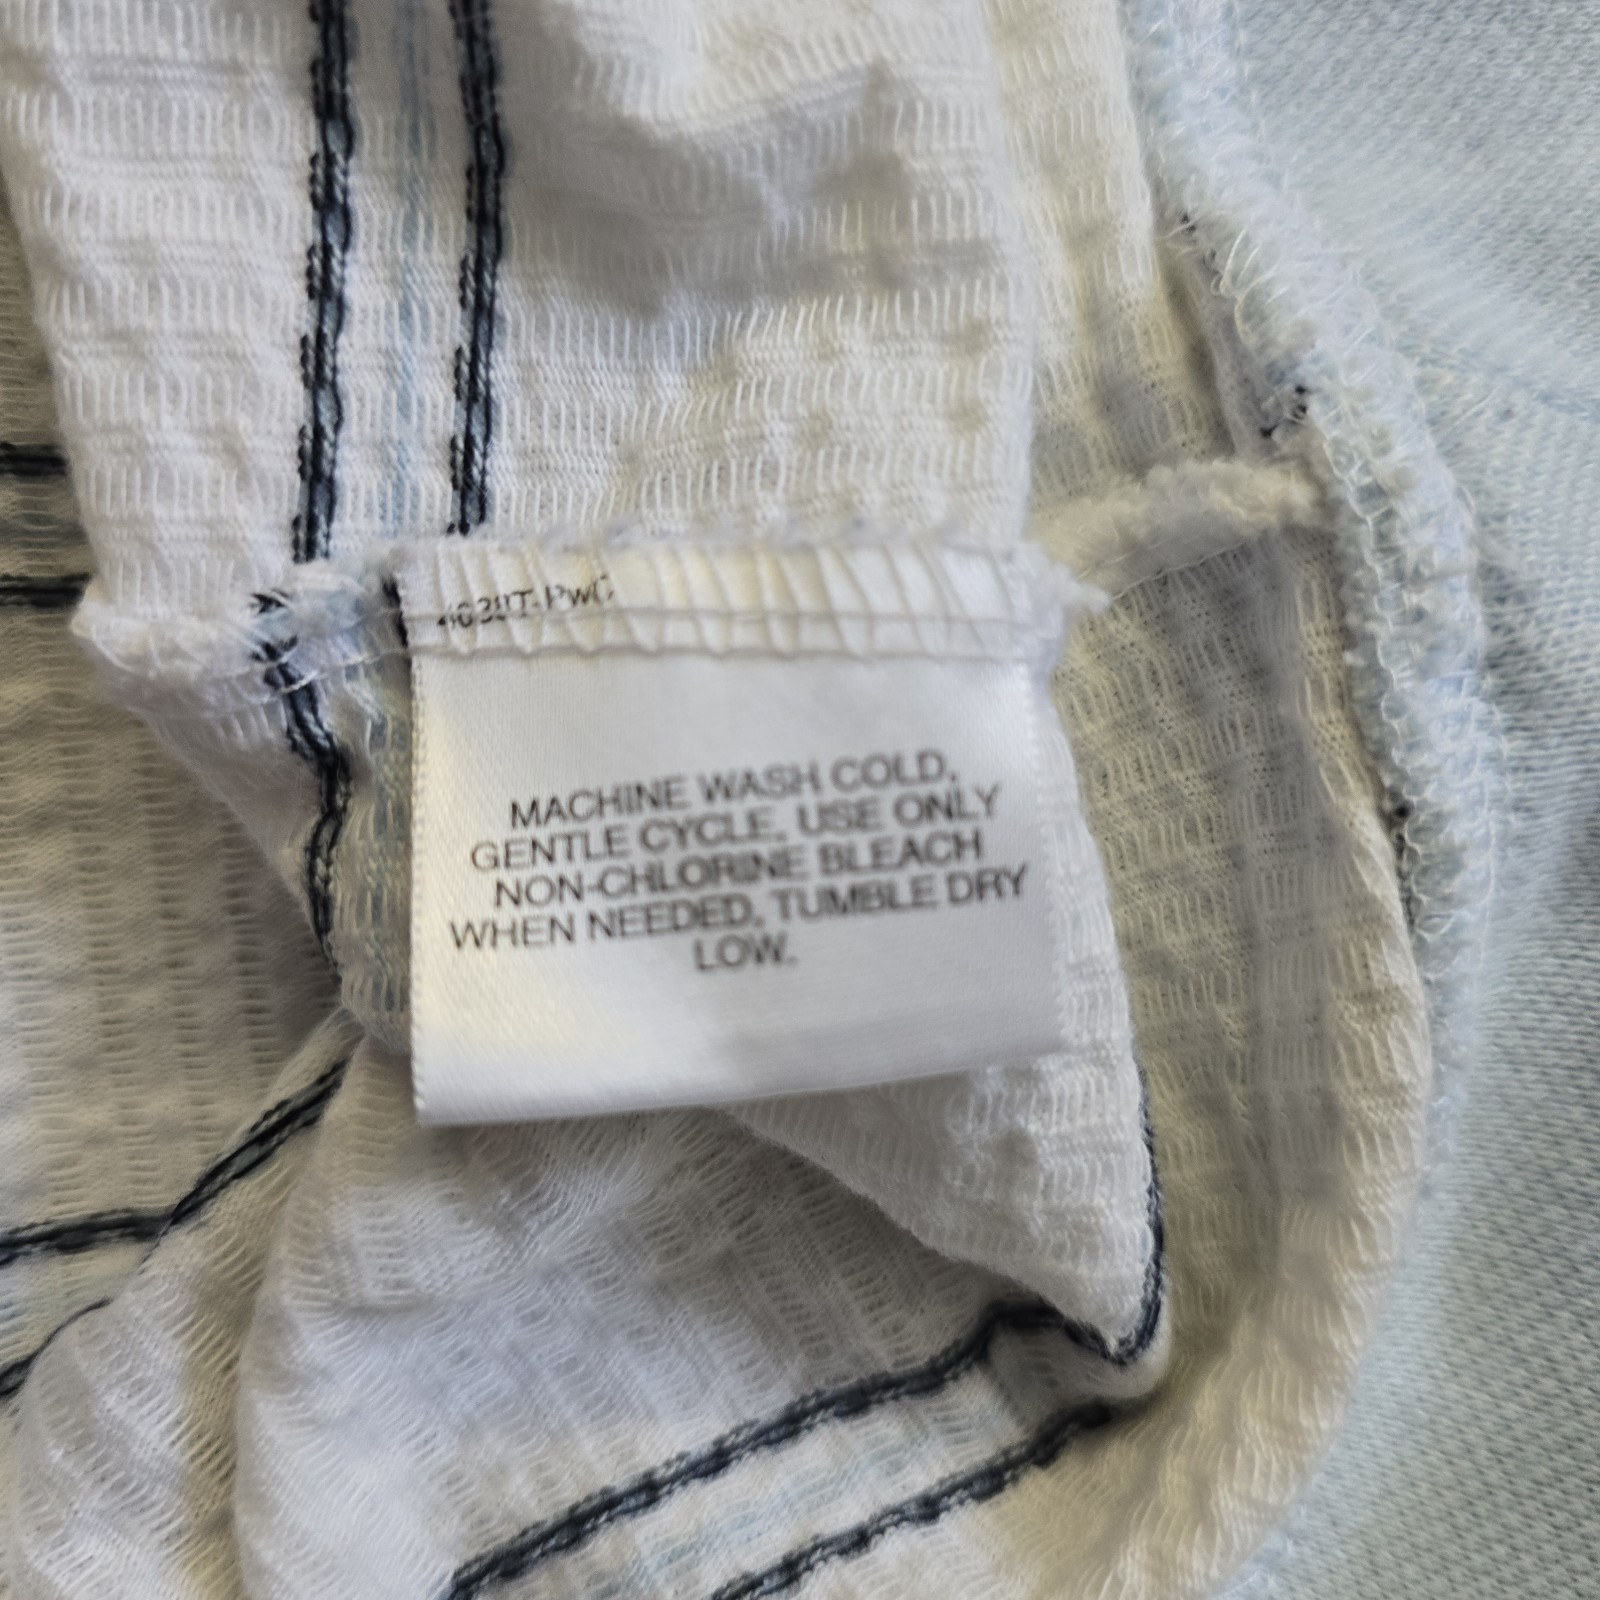 MACHINE WASH COLD,
GENTLE CYCLE. USE ONLY
NON-CHLORINE BLEACH
WHEN NEEDED, TUMBLE DRY
LOW.